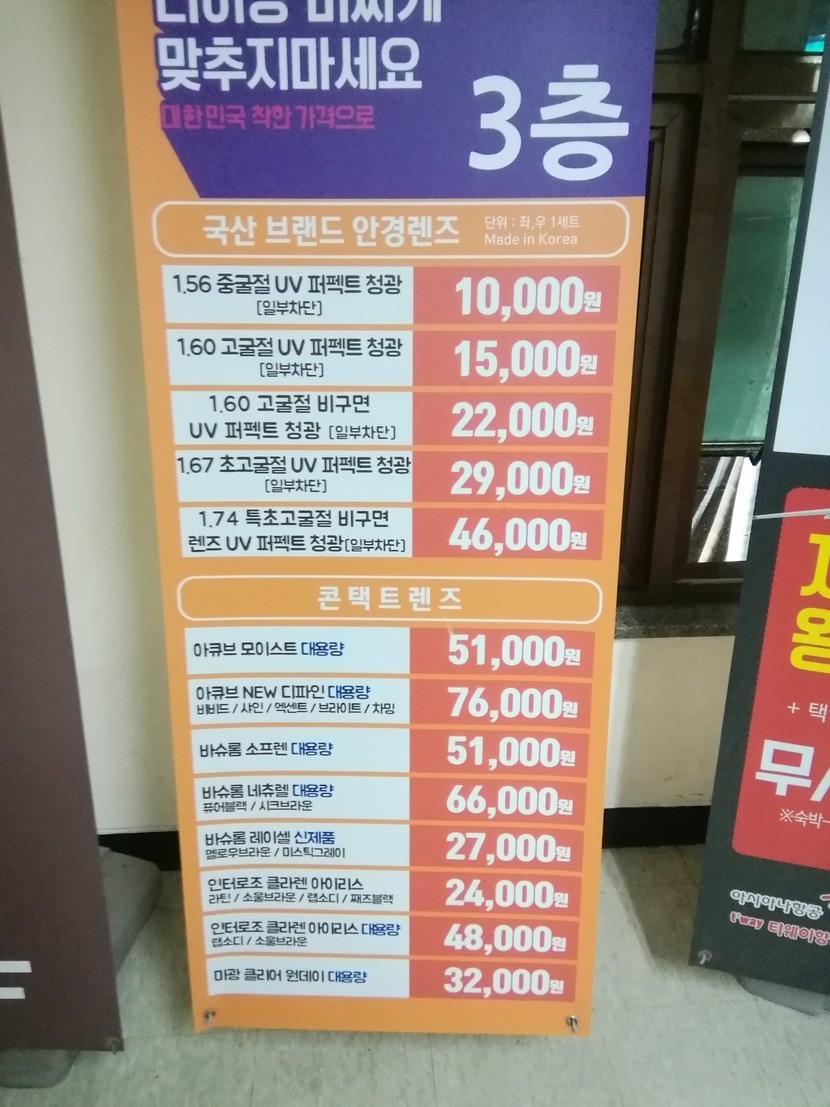 맞추지마세요
대한민국 착한 가격으로
3층
국산 브랜드 안경렌즈
단위 : 좌,우 1세트
Made in Korea
1.56 중굴절 UV 퍼펙트 청광
[일부차단]
10,000원
1.60 고굴절 UV 퍼펙트 청광
[일부차단]
15,000원
1.60 고굴절 비구면
UV 퍼펙트 청광 [일부차단]
22,000원
1.67 초고굴절 UV 퍼펙트 청광
[일부차단]
29,000원
1.74 특초고굴절 비구면
렌즈 UV 퍼펙트 청광[일부차단]
46,000원
콘택트렌즈
아큐브 모이스트 대용량
51,000원
아큐브 NEW 디파인 대용량
비비드 / 샤인 / 엑센트 / 브라이트 / 차밍
76,000원
바슈롬 소프렌 대용량
51,000원
바슈롬 네츄렐 대용량
퓨어블랙 / 시크브라운
66,000원
바슈롬 레이셀 신제품
멜로우브라운 / 미스틱그레이
27,000원
인터로조 클라렌 아이리스
라틴 / 소울브라운 / 랩소디 / 째즈블랙
24,000원
인터로조 클라렌 아이리스 대용량
랩소디 / 소울브라운
48,000원
미광 클리어 원데이 대용량
32,000원
+ 택
무/
※숙박
아시아나항공
t'way 티웨이항